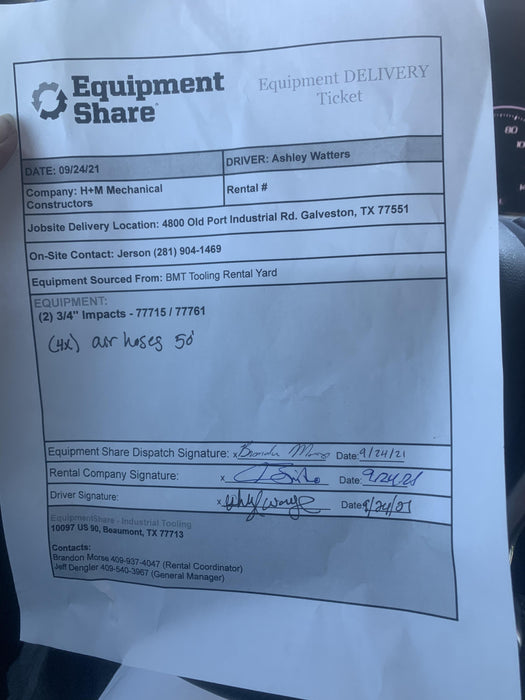 Equipment
Share
Equipment DELIVERY
Ticket
DATE: 09/24/21
DRIVER: Ashley Watters
Company: H+M Mechanical
Constructors
Rental #
Jobsite Delivery Location: 4800 Old Port Industrial Rd. Galveston, TX 77551
On-Site Contact: Jerson (281) 904-1469
Equipment Sourced From: BMT Tooling Rental Yard
EQUIPMENT:
(2) 3/4" Impacts - 77715 / 77761
(4x) air hoses 50'
Equipment Share Dispatch Signature: x Date: 9/24/21
Rental Company Signature: x Date: 9/24/21
Driver Signature: x Date: 9/24/21
EquipmentShare - Industrial Tooling
10097 US 90, Beaumont, TX 77713
Contacts:
Brandon Morse 409-937-4047 (Rental Coordinator)
Jeff Dengler 409-540-3967 (General Manager)
80